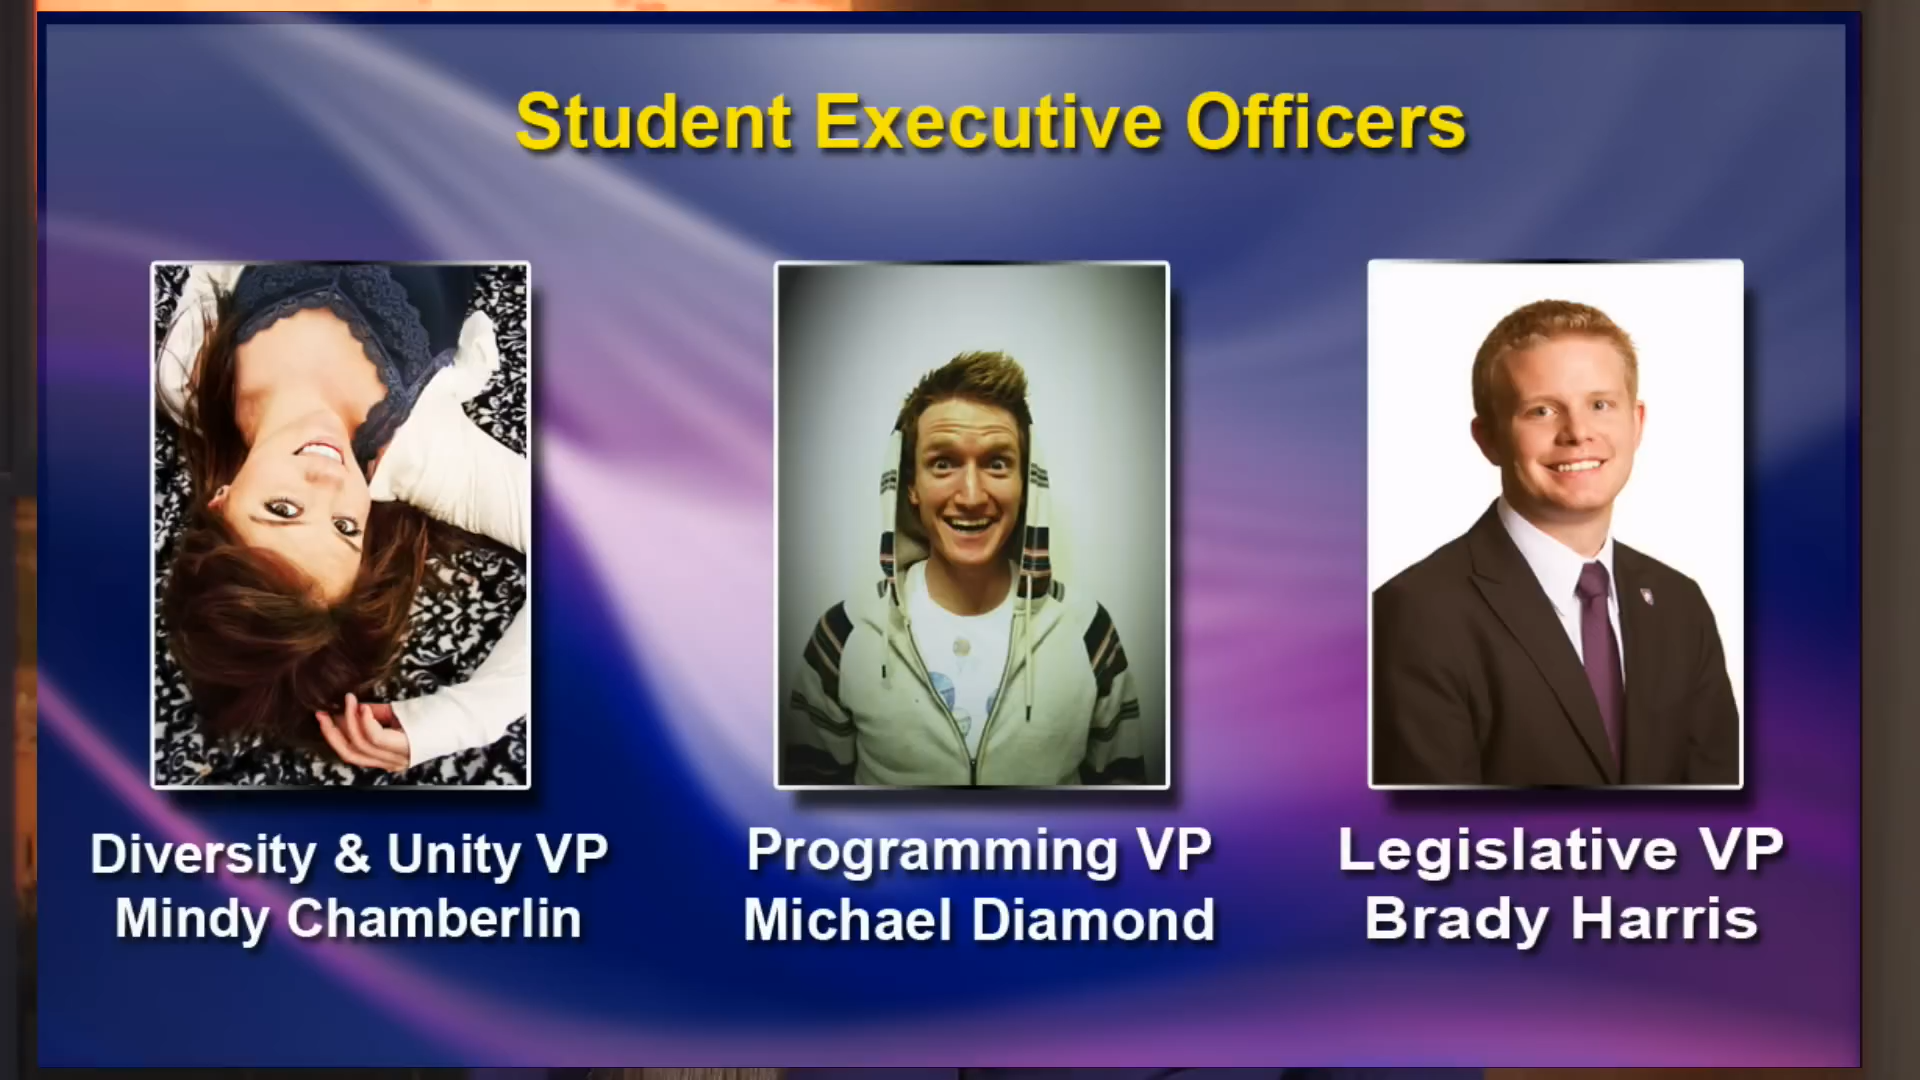 Student Executive Officers
Diversity & Unity VP
Mindy Chamberlin
Programming VP
Michael Diamond
Legislative VP
Brady Harris